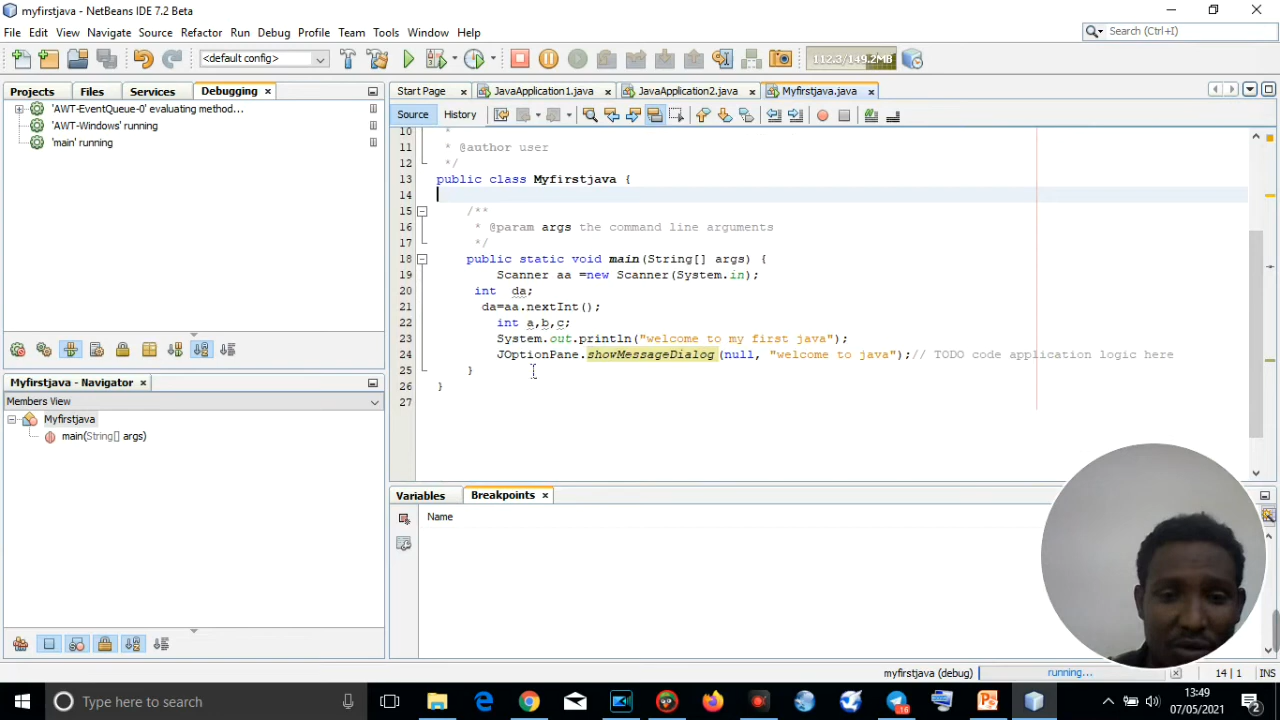 myfirstjava - NetBeans IDE 7.2 Beta
File Edit View Navigate Source Refactor Run Debug Profile Team Tools Window Help
Search (Ctrl+I)
<default config>
112.3/149.2MB
Projects Files Services Debugging
Start Page JavaApplication1.java JavaApplication2.java Myfirstjava.java
'AWT-EventQueue-0' evaluating method...
'AWT-Windows' running
'main' running
Source History
10 *
11 * @author user
12 */
13 public class Myfirstjava {
14
15 /**
16 * @param args the command line arguments
17 */
18 public static void main(String[] args) {
19 Scanner aa =new Scanner(System.in);
20 int da;
21 da=aa.nextInt();
22 int a,b,c;
23 System.out.println("welcome to my first java");
24 JOptionPane.showMessageDialog(null, "welcome to java");// TODO code application logic here
25 }
26 }
27
Myfirstjava - Navigator
Members View
Myfirstjava
main(String[] args)
Variables Breakpoints
Name
myfirstjava (debug) running... 14 | 1 INS
Type here to search
16
13:49
07/05/2021
2